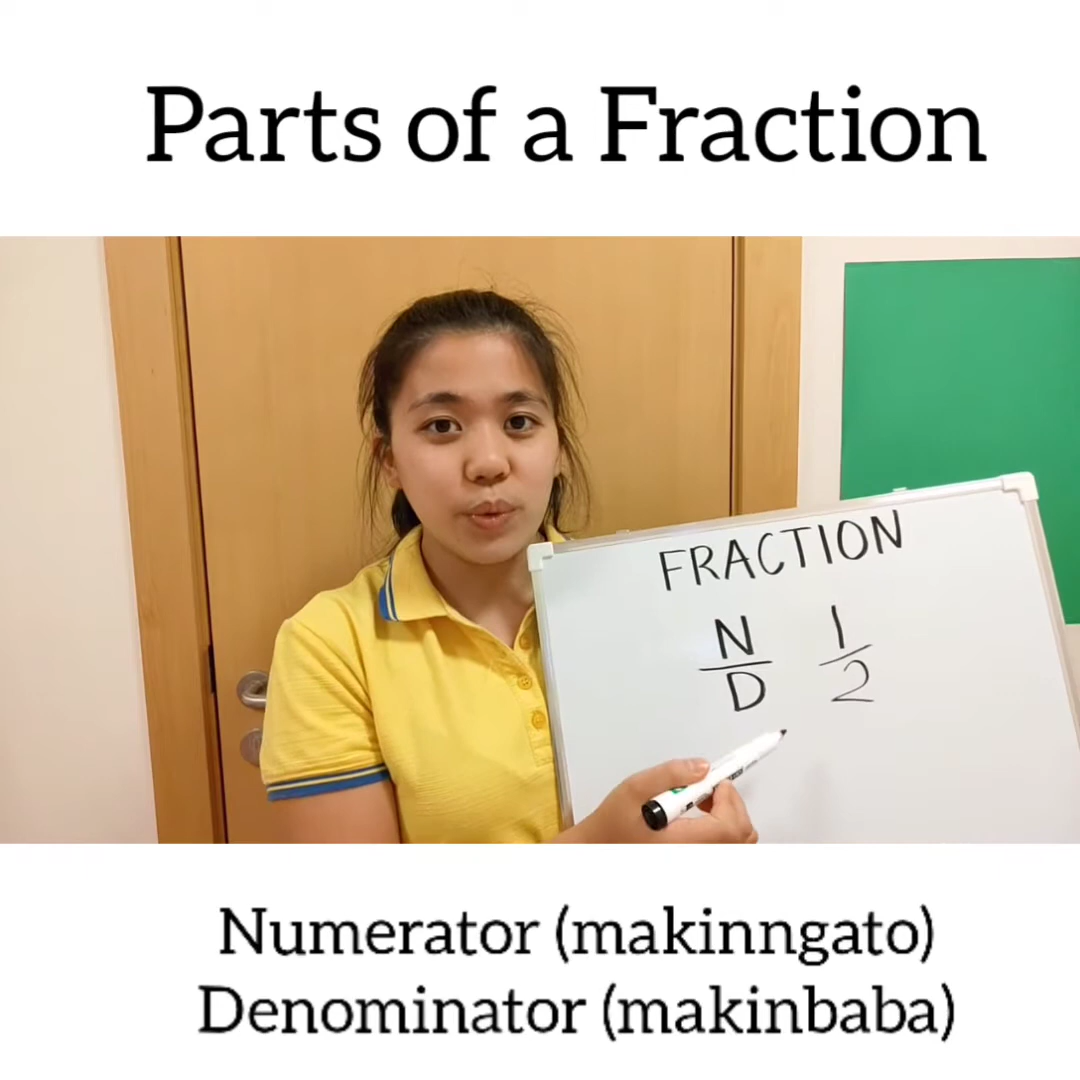 Parts of a Fraction
FRACTION
N 1
D 2
Numerator (makinngato)
Denominator (makinbaba)